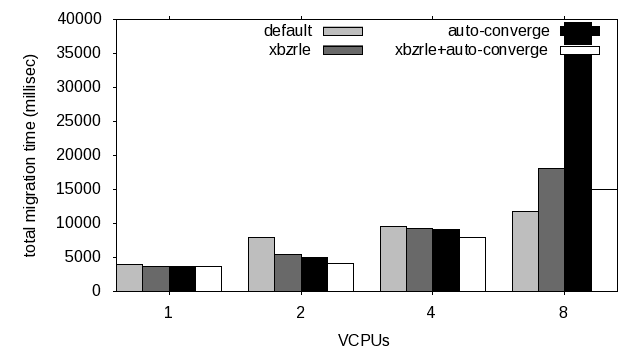 40000
35000
30000
25000
20000
15000
10000
5000
0
total migration time (millisec)
default
xbzrle
auto-converge
xbzrle+auto-converge
1 2 4 8
VCPUs